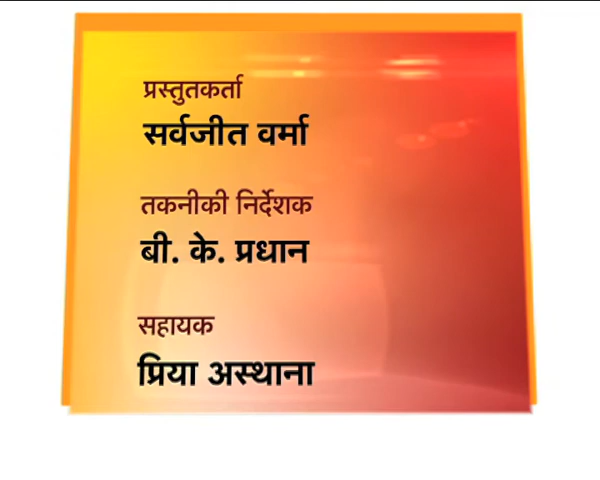 प्रस्तुतकर्ता
सर्वजीत वर्मा
तकनीकी निर्देशक
बी. के. प्रधान
सहायक
प्रिया अस्थाना